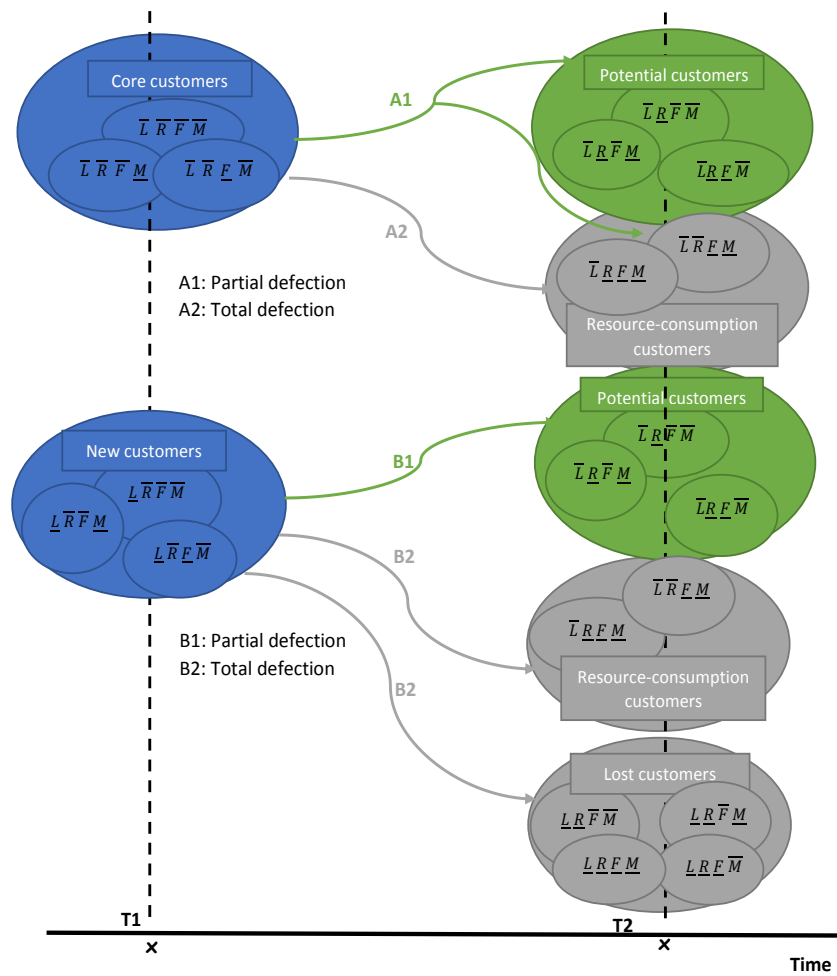 Core customers
L̅ R̅ F̅ M̅
L̅ R̅ F̅ M̲
L̅ R̅ F̲ M̅
A1
A2
Potential customers
L̅ R̲ F̅ M̅
L̅ R̲ F̅ M̲
L̅ R̲ F̲ M̅
L̅ R̅ F̲ M̲
L̅ R̲ F̲ M̲
Resource-consumption
customers
A1: Partial defection
A2: Total defection
New customers
L̲ R̅ F̅ M̅
L̲ R̅ F̅ M̲
L̲ R̅ F̲ M̅
B1
B2
B2
Potential customers
L̅ R̲ F̅ M̅
L̅ R̲ F̅ M̲
L̅ R̲ F̲ M̅
L̅ R̅ F̲ M̲
L̅ R̲ F̲ M̲
Resource-consumption
customers
B1: Partial defection
B2: Total defection
Lost customers
L̲ R̲ F̅ M̅
L̲ R̲ F̅ M̲
L̲ R̲ F̲ M̲
L̲ R̲ F̲ M̅
T1
T2
Time